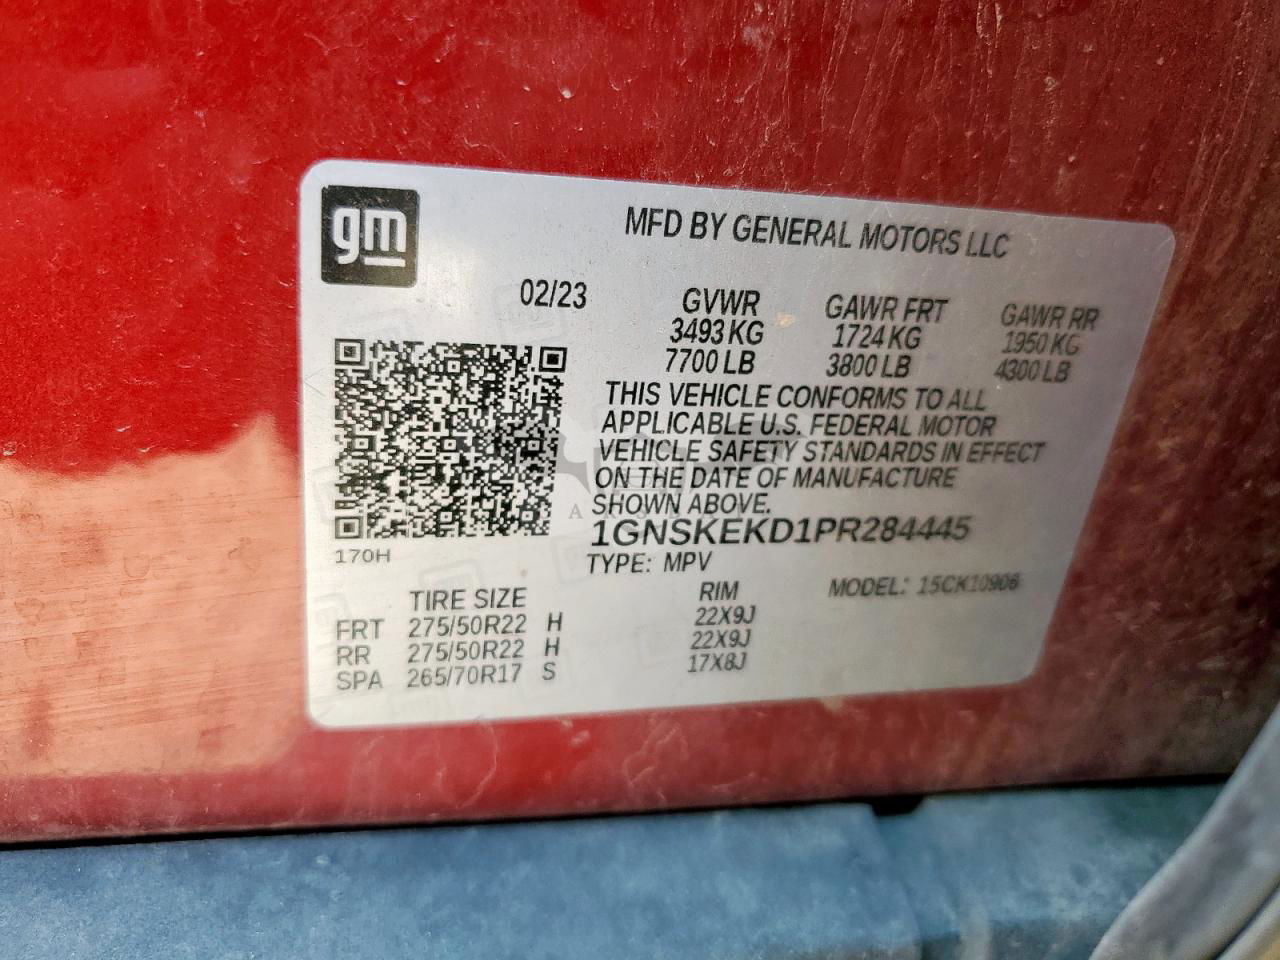 gm
MFD BY GENERAL MOTORS LLC
02/23 GVWR GAWR FRT GAWR RR
3493 KG 1724 KG 1950 KG
7700 LB 3800 LB 4300 LB
THIS VEHICLE CONFORMS TO ALL
APPLICABLE U.S. FEDERAL MOTOR
VEHICLE SAFETY STANDARDS IN EFFECT
ON THE DATE OF MANUFACTURE
SHOWN ABOVE.
1GNSKEKD1PR284445
170H
TYPE: MPV
TIRE SIZE RIM MODEL: 15CK10906
FRT 275/50R22 H 22X9J
RR 275/50R22 H 22X9J
SPA 265/70R17 S 17X8J